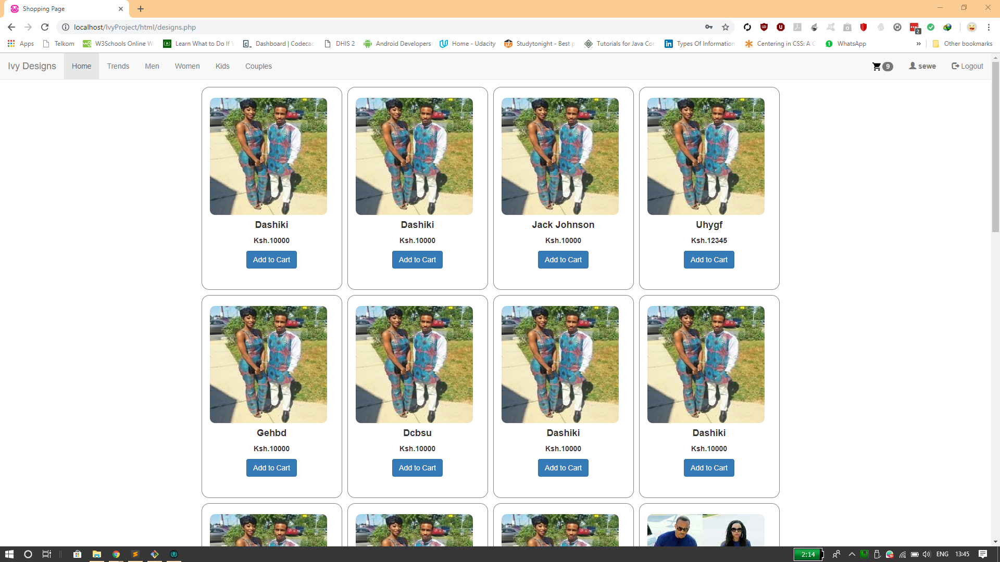 Shopping Page
localhost/IvyProject/html/designs.php
2
Apps
Telkom
W3Schools Online W
Learn What to Do If Y
Dashboard | Codecad
DHIS 2
Android Developers
Home - Udacity
Studytonight - Best p
Tutorials for Java Con
Types Of Information
Centering in CSS: A C
1
WhatsApp
»
Other bookmarks
Ivy Designs
Home
Trends
Men
Women
Kids
Couples
9
sewe
Logout
Dashiki
Ksh.10000
Add to Cart
Dashiki
Ksh.10000
Add to Cart
Jack Johnson
Ksh.10000
Add to Cart
Uhygf
Ksh.12345
Add to Cart
Gehbd
Ksh.10000
Add to Cart
Dcbsu
Ksh.10000
Add to Cart
Dashiki
Ksh.10000
Add to Cart
Dashiki
Ksh.10000
Add to Cart
2:14
ENG
13:45